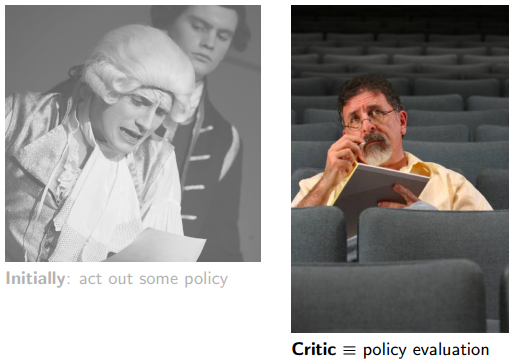 Initially: act out some policy
Critic ≡ policy evaluation